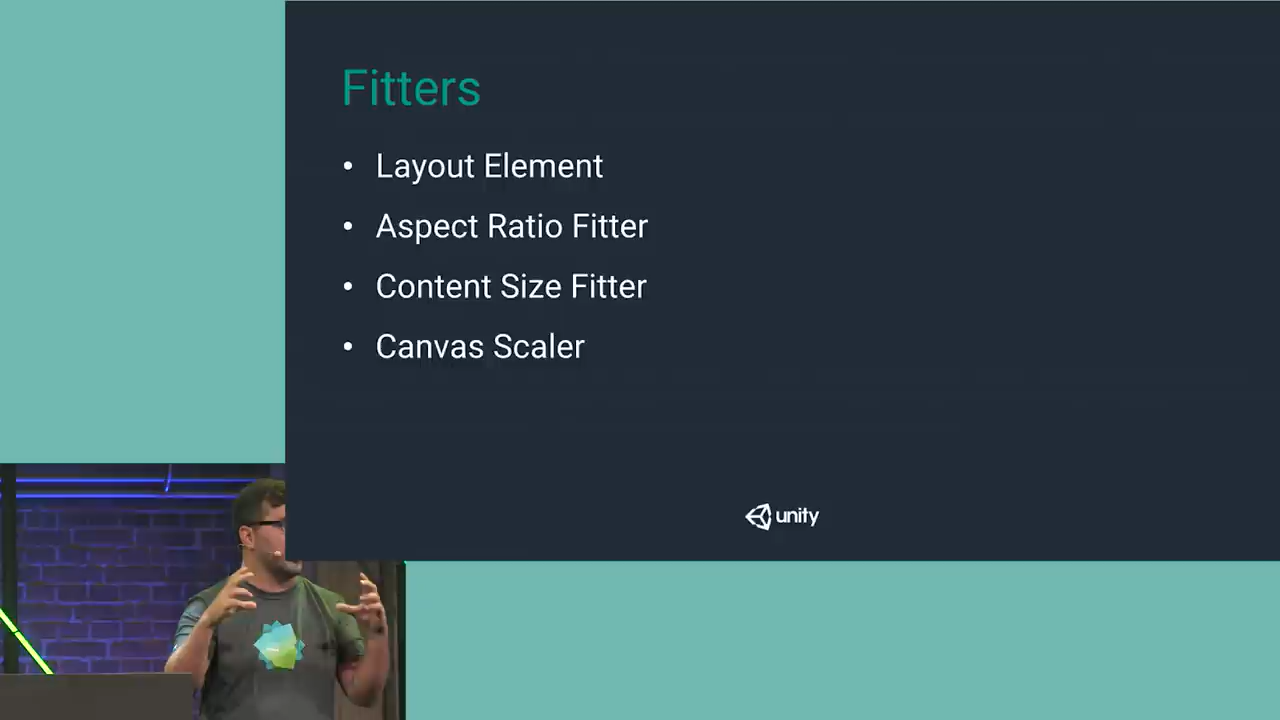 Fitters
• Layout Element
• Aspect Ratio Fitter
• Content Size Fitter
• Canvas Scaler
unity